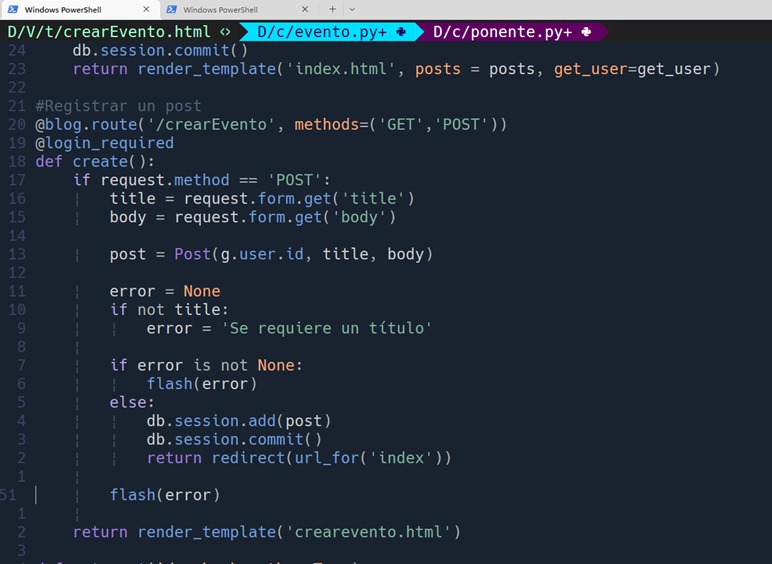 Windows PowerShell
Windows PowerShell
D/V/t/crearEvento.html <> D/c/evento.py+ D/c/ponente.py+
24 db.session.commit()
23 return render_template('index.html', posts = posts, get_user=get_user)
22
21 #Registrar un post
20 @blog.route('/crearEvento', methods=('GET','POST'))
19 @login_required
18 def create():
17 if request.method == 'POST':
16 title = request.form.get('title')
15 body = request.form.get('body')
14
13 post = Post(g.user.id, title, body)
12
11 error = None
10 if not title:
9 error = 'Se requiere un título'
8
7 if error is not None:
6 flash(error)
5 else:
4 db.session.add(post)
3 db.session.commit()
2 return redirect(url_for('index'))
1
51 flash(error)
1
2 return render_template('crearevento.html')
3